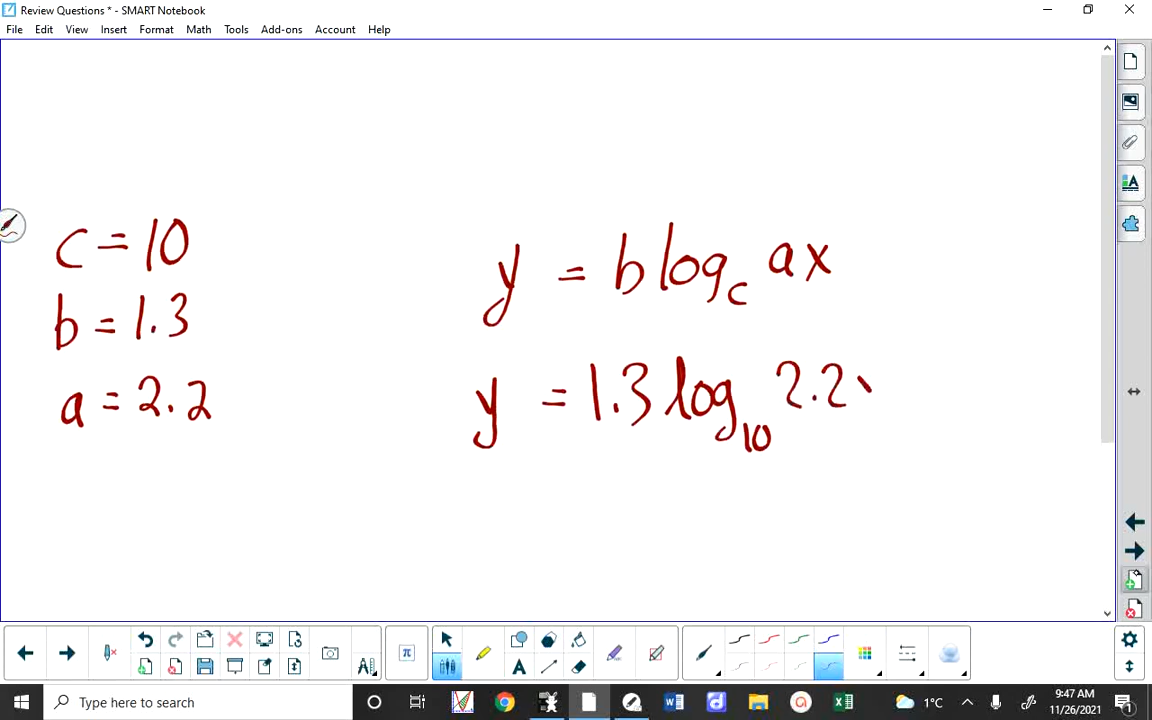 Review Questions * - SMART Notebook
File Edit View Insert Format Math Tools Add-ons Account Help
c = 10
b = 1.3
a = 2.2
y = b log_c ax
y = 1.3 log_10 2.2
Type here to search
1°C
9:47 AM
11/26/2021
1